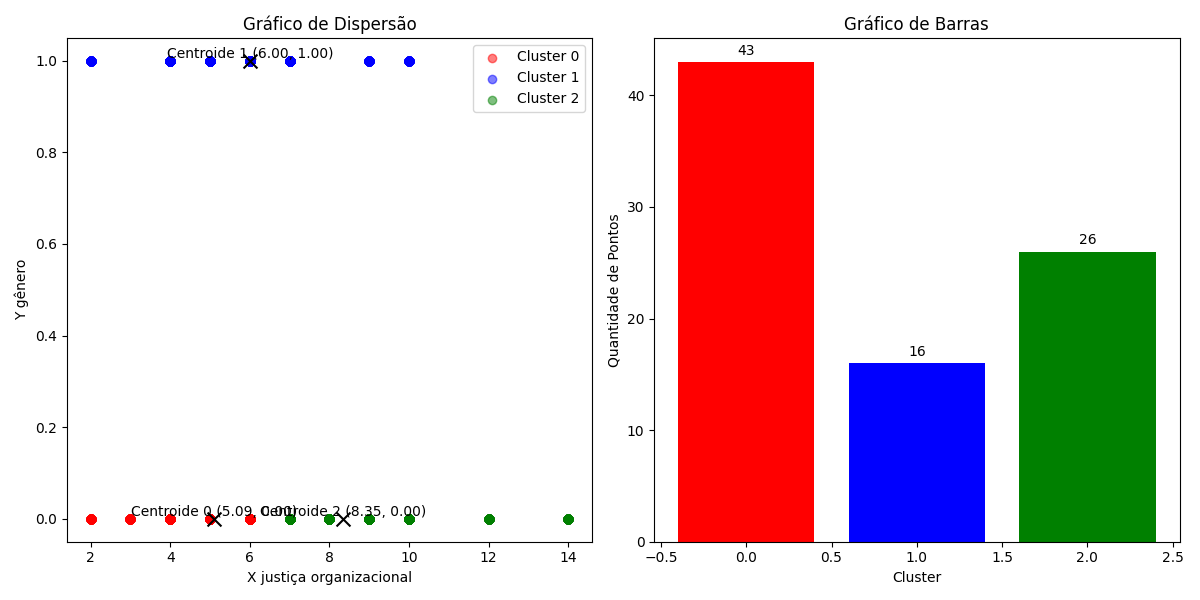 Gráfico de Dispersão
Centroide 1 (6.00, 1.00)
Cluster 0
Cluster 1
Cluster 2
1.0
0.8
0.6
0.4
0.2
0.0
Y gênero
Centroide 0 (5.09, 0.00)
Centroide 2 (8.35, 0.00)
2 4 6 8 10 12 14
X justiça organizacional
Gráfico de Barras
43
16
26
40
30
20
10
0
Quantidade de Pontos
−0.5 0.0 0.5 1.0 1.5 2.0 2.5
Cluster